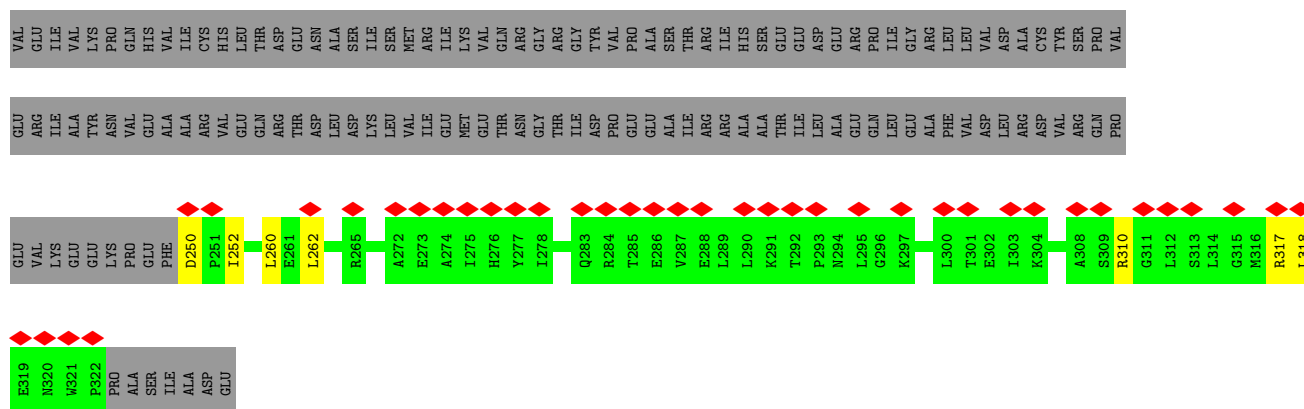 VAL GLU ILE VAL LYS PRO GLN HIS VAL ILE CYS HIS LEU THR ASP GLU ASN ALA SER ILE SER MET ARG ILE LYS VAL GLN ARG GLY ARG GLY TYR VAL PRO ALA SER THR ARG ILE HIS SER GLU GLU ASP GLU ARG PRO ILE GLY ARG LEU LEU VAL ASP ALA CYS TYR SER PRO VAL
GLU ARG ILE ALA TYR ASN VAL GLU ALA ALA ARG VAL GLU GLN ARG THR ASP LEU ASP LYS LEU VAL ILE GLU MET GLU THR ASN GLY THR ILE ASP PRO GLU GLU ALA ILE ARG ARG ALA ALA THR ILE LEU ALA GLU GLN LEU GLU ALA PHE VAL ASP LEU ARG ASP VAL ARG GLN PRO
GLU VAL LYS GLU GLU LYS PRO GLU PHE D250 P251 I252 L260 E261 L262 R265 A272 E273 A274 I275 H276 Y277 I278 Q283 R284 T285 E286 V287 E288 L289 L290 K291 T292 P293 N294 L295 G296 K297 L300 T301 E302 I303 K304 A308 S309 R310 G311 L312 S313 L314 G315 M316 R317 L318
E319 N320 W321 P322 PRO ALA SER ILE ALA ASP GLU